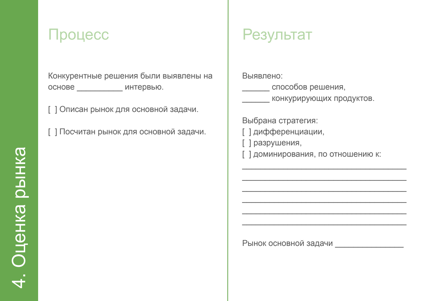 4. Оценка рынка
Процесс
Конкурентные решения были выявлены на
основе ___________ интервью.
[ ] Описан рынок для основной задачи.
[ ] Посчитан рынок для основной задачи.
Результат
Выявлено:
______ способов решения,
______ конкурирующих продуктов.
Выбрана стратегия:
[ ] дифференциации,
[ ] разрушения,
[ ] доминирования, по отношению к:
Рынок основной задачи ________________